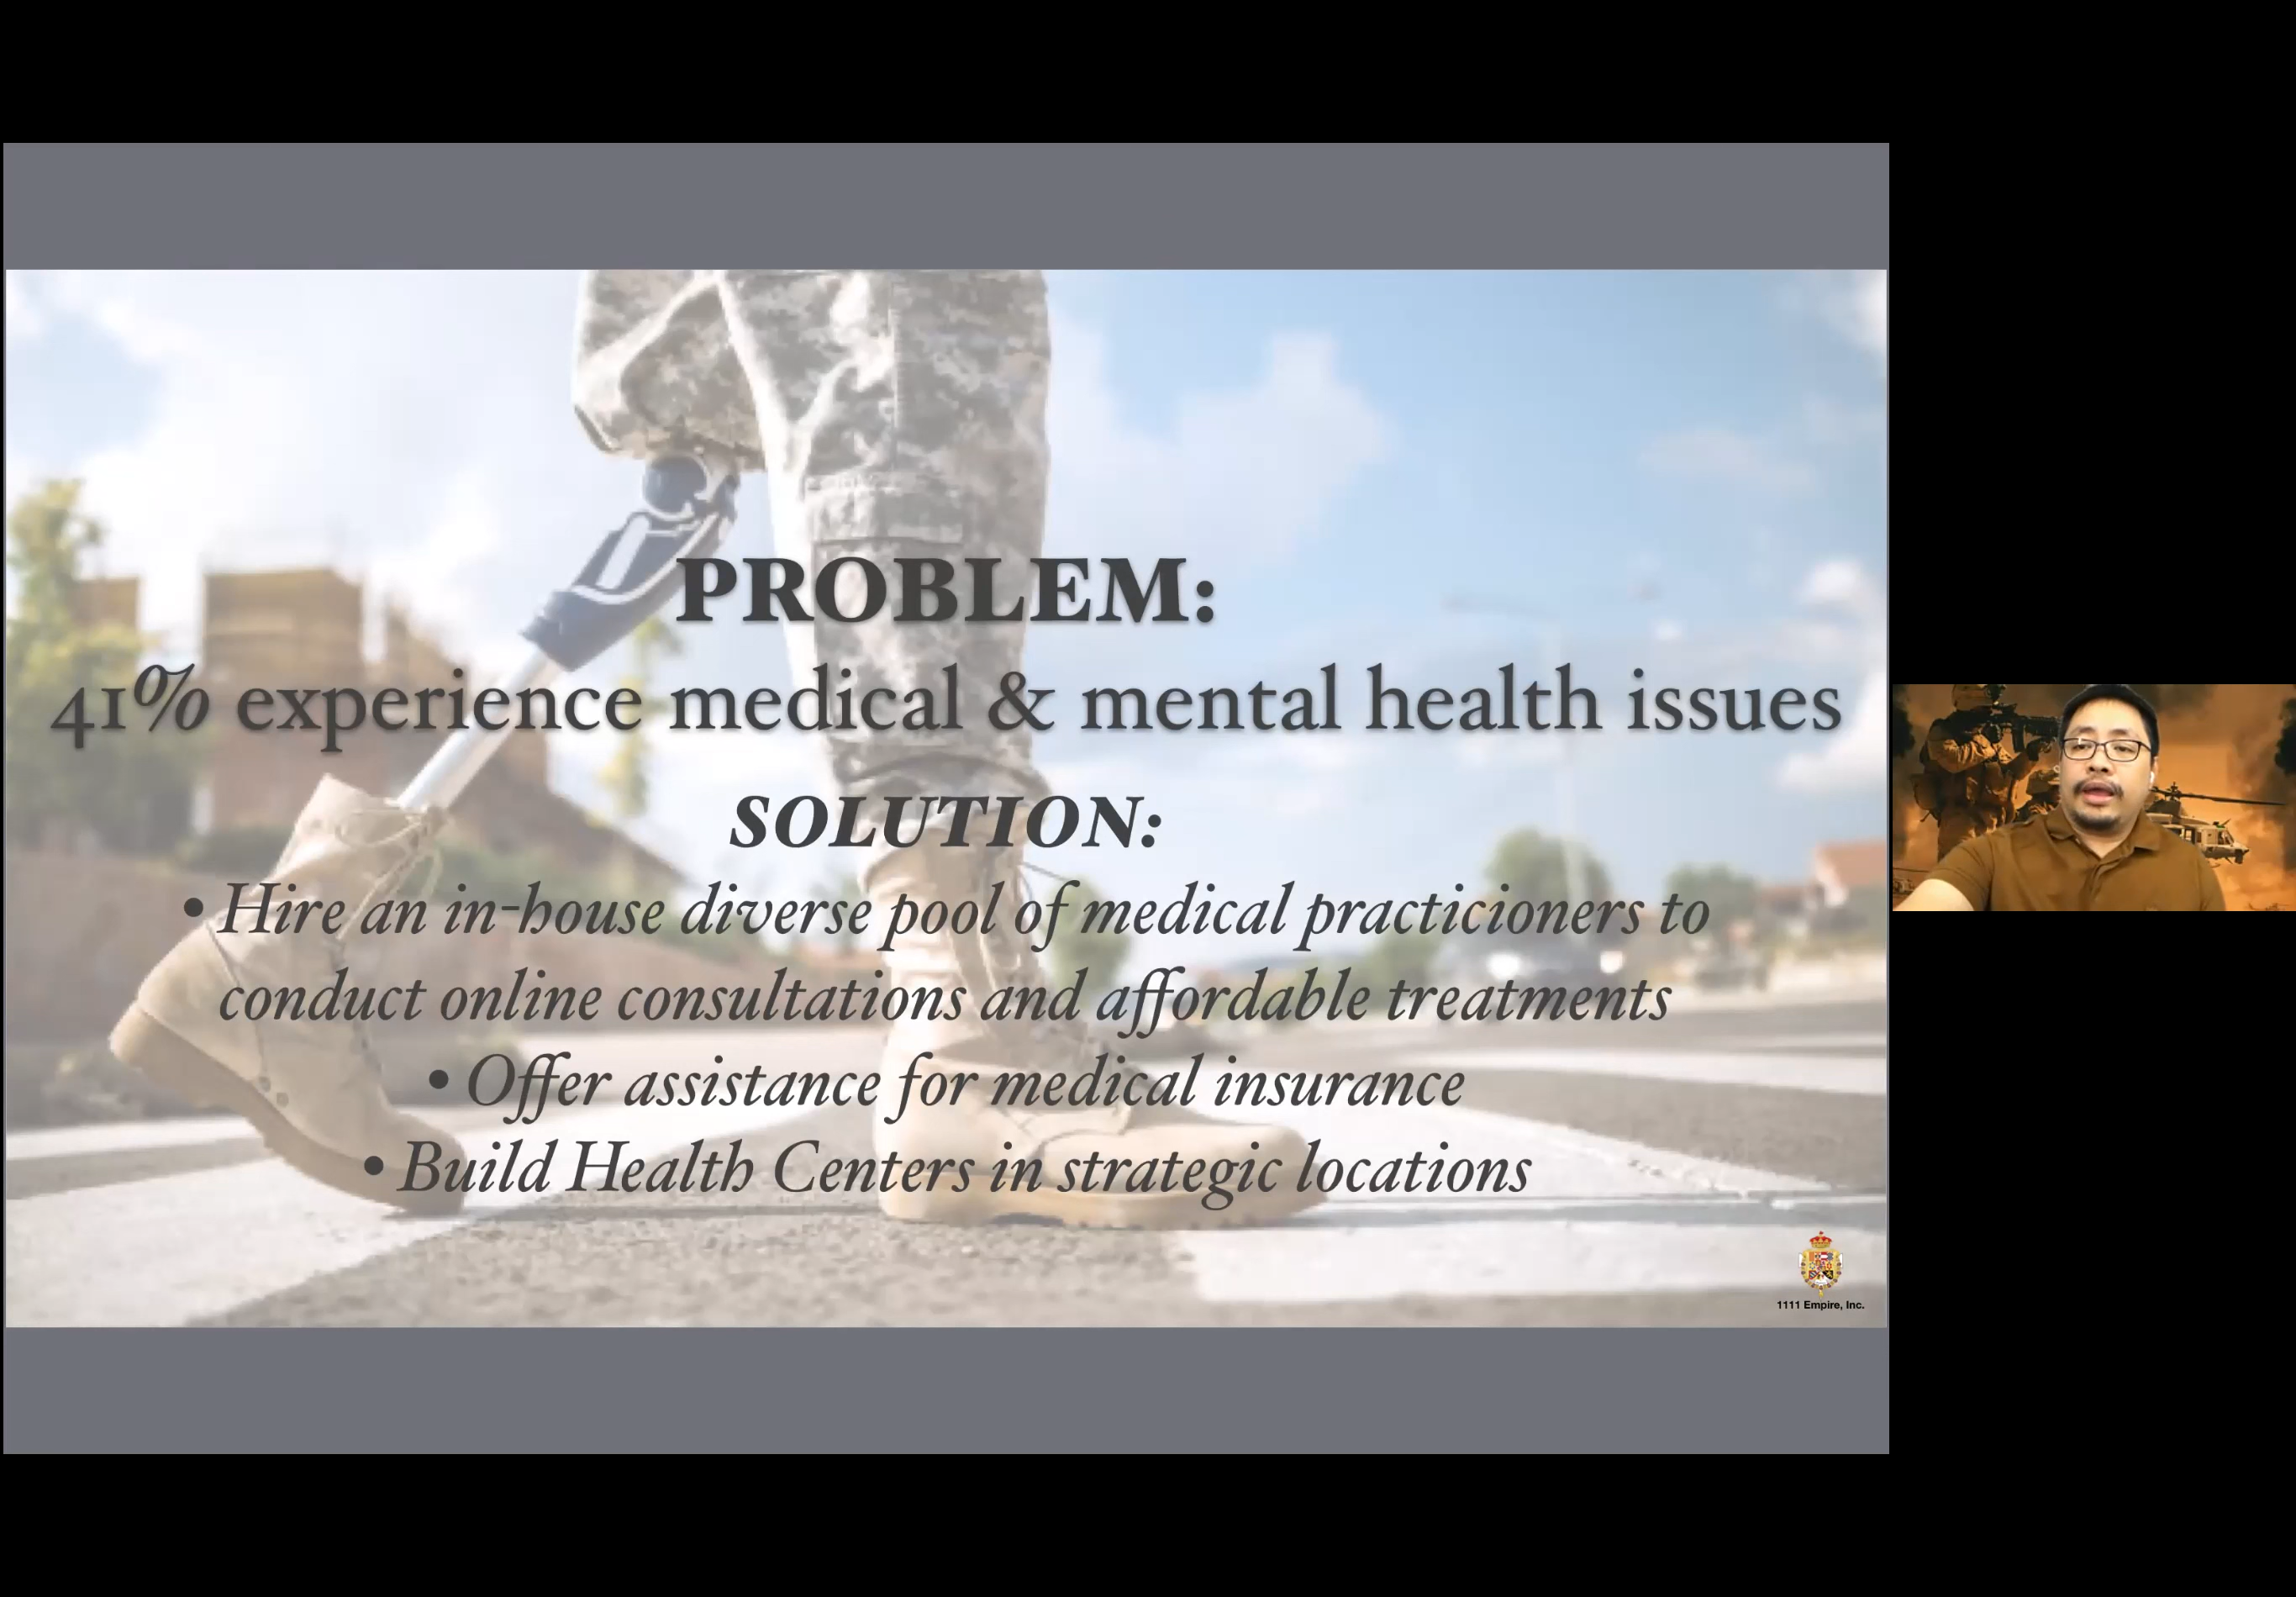 PROBLEM:
41% experience medical & mental health issues
SOLUTION:
• Hire an in-house diverse pool of medical practicioners to
conduct online consultations and affordable treatments
• Offer assistance for medical insurance
• Build Health Centers in strategic locations
1111 Empire, Inc.